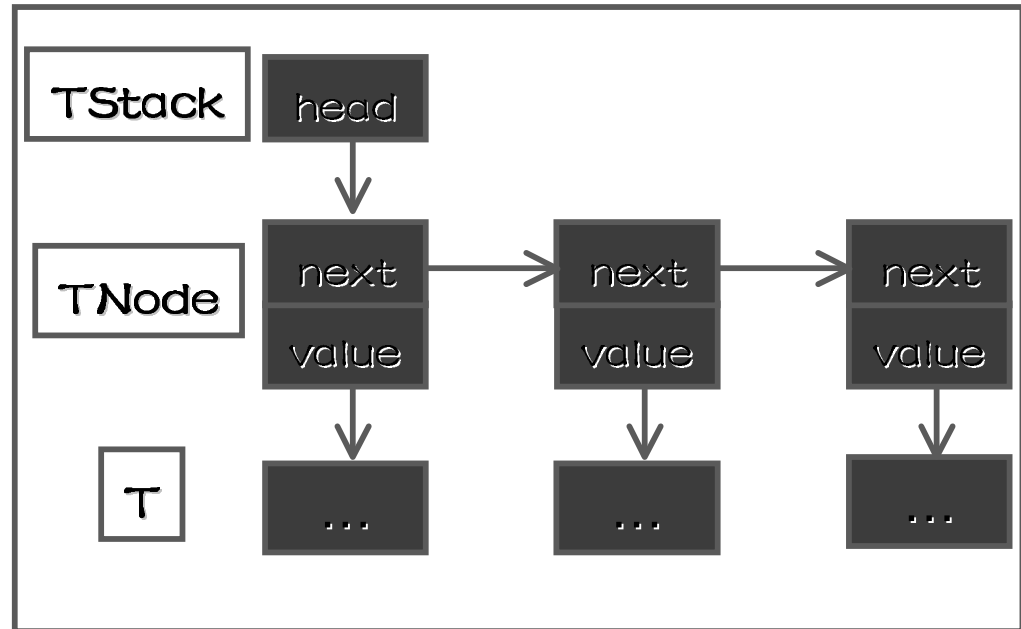 TStack
head
TNode
next
next
next
value
value
value
T
...
...
...